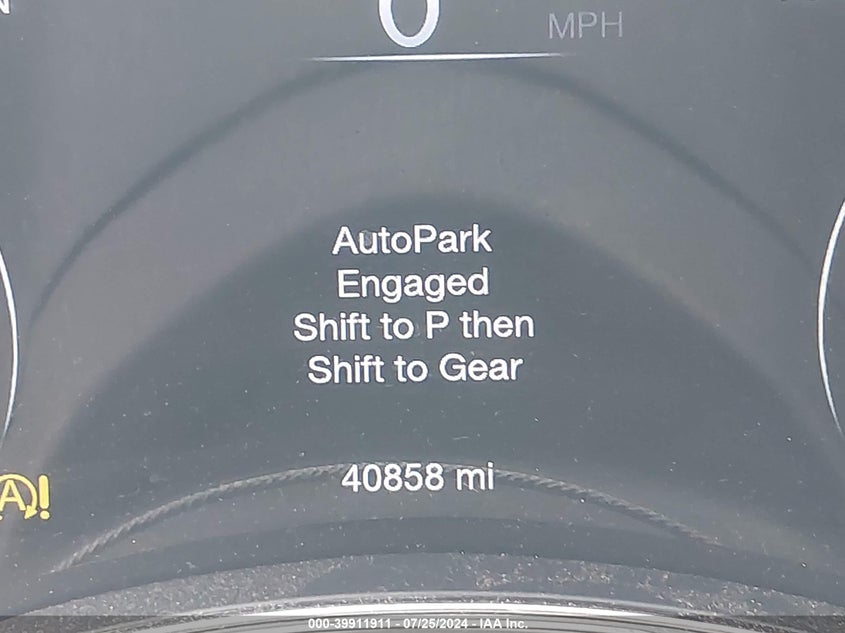 0 MPH
AutoPark
Engaged
Shift to P then
Shift to Gear
40858 mi
A!
000-39911911 - 07/25/2024 - IAA Inc.